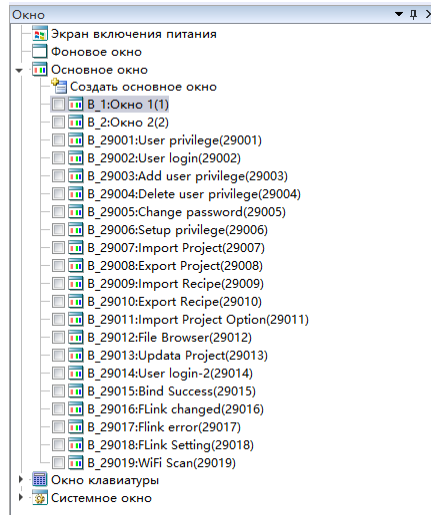 Окно
Экран включения питания
Фоновое окно
Основное окно
Создать основное окно
B_1:Окно 1(1)
B_2:Окно 2(2)
B_29001:User privilege(29001)
B_29002:User login(29002)
B_29003:Add user privilege(29003)
B_29004:Delete user privilege(29004)
B_29005:Change password(29005)
B_29006:Setup privilege(29006)
B_29007:Import Project(29007)
B_29008:Export Project(29008)
B_29009:Import Recipe(29009)
B_29010:Export Recipe(29010)
B_29011:Import Project Option(29011)
B_29012:File Browser(29012)
B_29013:Updata Project(29013)
B_29014:User login-2(29014)
B_29015:Bind Success(29015)
B_29016:FLink changed(29016)
B_29017:Flink error(29017)
B_29018:FLink Setting(29018)
B_29019:WiFi Scan(29019)
Окно клавиатуры
Системное окно